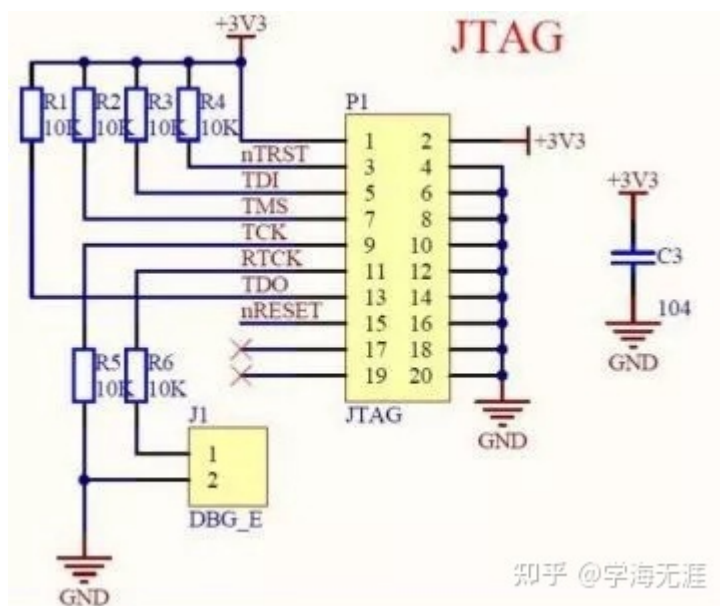 JTAG
+3V3
R1 R2 R3 R4
10K 10K 10K 10K
P1
nTRST
TDI
TMS
TCK
RTCK
TDO
nRESET
1 2
3 4
5 6
7 8
9 10
11 12
13 14
15 16
17 18
19 20
JTAG
+3V3
GND
+3V3
C3
104
GND
R5 R6
10K 10K
J1
1
2
DBG_E
GND
知乎 @学海无涯